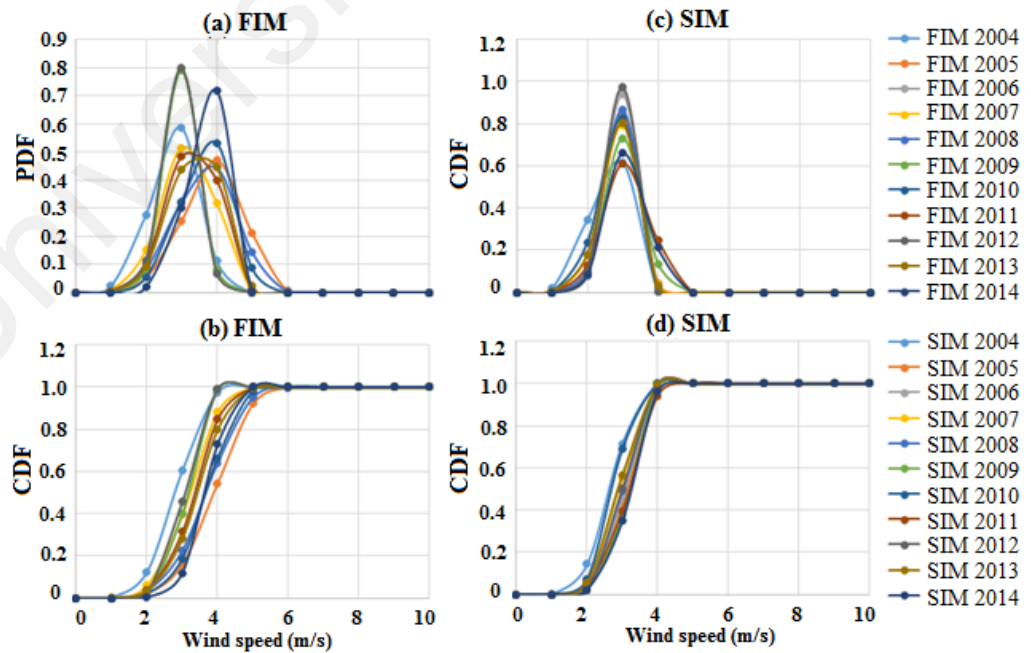 (a) FIM
(c) SIM
0.9
0.8
0.7
0.6
0.5
0.4
0.3
0.2
0.1
0
PDF
1.2
1.0
0.8
0.6
0.4
0.2
0
CDF
FIM 2004
FIM 2005
FIM 2006
FIM 2007
FIM 2008
FIM 2009
FIM 2010
FIM 2011
FIM 2012
FIM 2013
FIM 2014
(b) FIM
(d) SIM
1.2
1.0
0.8
0.6
0.4
0.2
0
CDF
0 2 4 6 8 10
Wind speed (m/s)
1.2
1.0
0.8
0.6
0.4
0.2
0
CDF
0 2 4 6 8 10
Wind speed (m/s)
SIM 2004
SIM 2005
SIM 2006
SIM 2007
SIM 2008
SIM 2009
SIM 2010
SIM 2011
SIM 2012
SIM 2013
SIM 2014